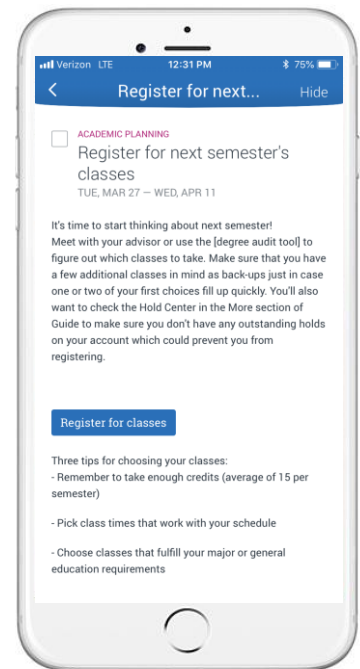 Verizon LTE 12:31 PM 75%
Register for next... Hide
ACADEMIC PLANNING
Register for next semester's
classes
TUE, MAR 27 — WED, APR 11
It's time to start thinking about next semester!
Meet with your advisor or use the [degree audit tool] to
figure out which classes to take. Make sure that you have
a few additional classes in mind as back-ups just in case
one or two of your first choices fill up quickly. You'll also
want to check the Hold Center in the More section of
Guide to make sure you don't have any outstanding holds
on your account which could prevent you from
registering.
Register for classes
Three tips for choosing your classes:
- Remember to take enough credits (average of 15 per
semester)
- Pick class times that work with your schedule
- Choose classes that fulfill your major or general
education requirements